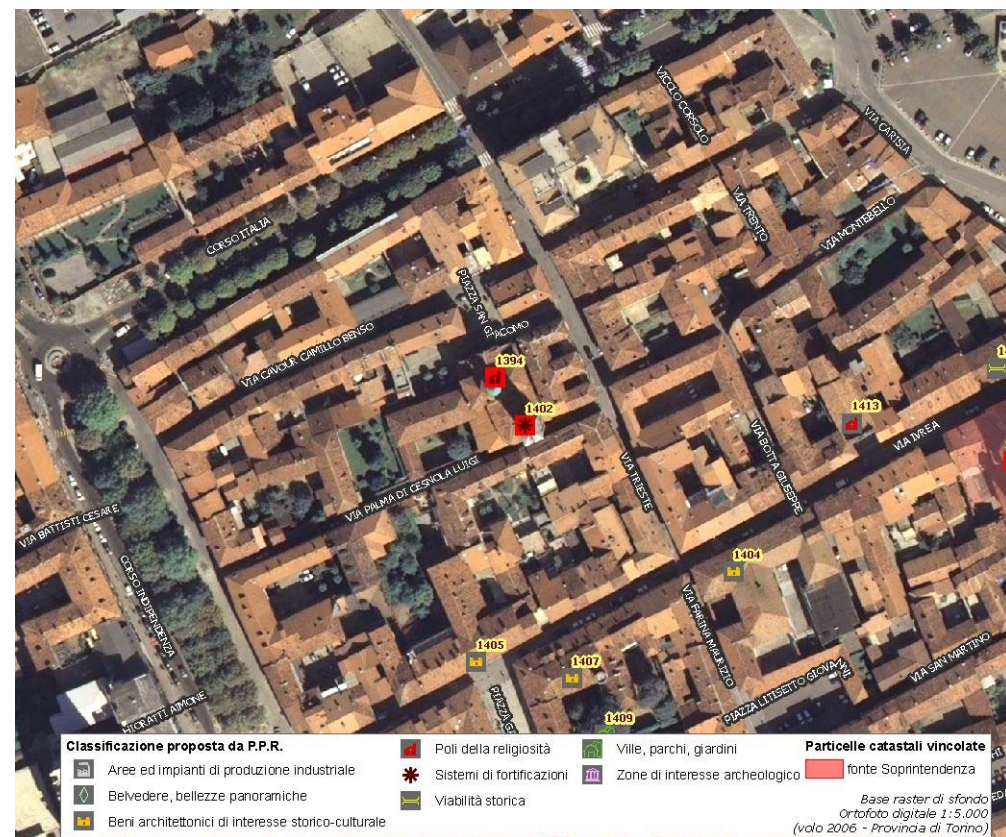 VICOLO CORSOLO
VIA CARISIA
VIA TRENTO
VIA MONTEBELLO
CORSO ITALIA
PIAZZA SAN GIACOMO
VIA CAVOUR CAMILLO BENSO
1394
1402
1413
VIA IVREA
VIA BOTTA GIUSEPPE
VIA TRIESTE
VIA PALMA DI CESNOLA LUIGI
VIA BATTISTI CESARE
CORSO INDIPENDENZA
1404
VIA FARINA MAURIZIO
1405
1407
VIA SAN MARTINO
PIAZZA LITISETTO GIOVANNI
HIORATTI AIMONE
PIAZZA GA
1409
Classificazione proposta da P.P.R.
Aree ed impianti di produzione industriale
Belvedere, bellezze panoramiche
Beni architettonici di interesse storico-culturale
Poli della religiosità
Sistemi di fortificazioni
Viabilità storica
Ville, parchi, giardini
Zone di interesse archeologico
Particelle catastali vincolate
fonte Soprintendenza
Base raster di sfondo
Ortofoto digitale 1:5.000
(volo 2006 - Provincia di Torino)